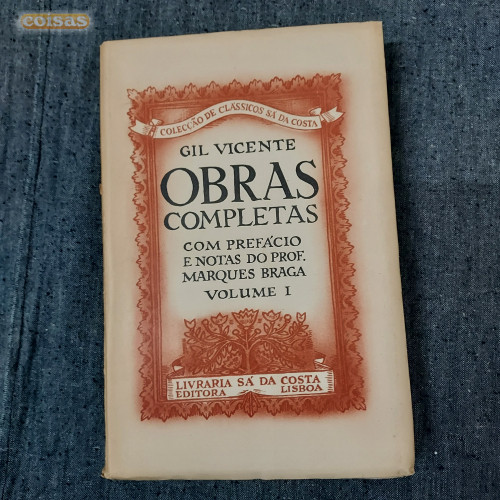 coisas
COLECÇÃO DE CLÁSSICOS SÁ DA COSTA
GIL VICENTE
OBRAS
COMPLETAS
COM PREFÁCIO
E NOTAS DO PROF.
MARQUES BRAGA
VOLUME I
LIVRARIA SÁ DA COSTA
EDITORA LISBOA